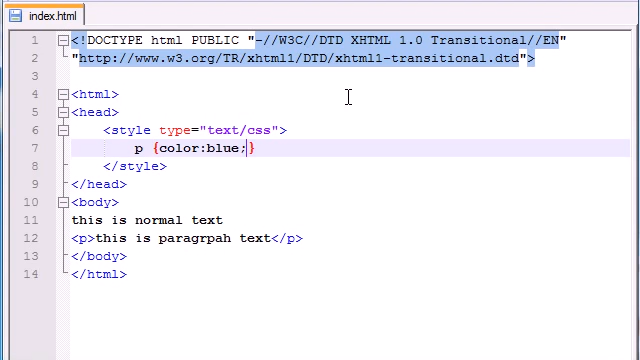 index.html
1 <!DOCTYPE html PUBLIC "-//W3C//DTD XHTML 1.0 Transitional//EN"
2 "http://www.w3.org/TR/xhtml1/DTD/xhtml1-transitional.dtd">
3
4 <html>
5 <head>
6 <style type="text/css">
7 p {color:blue;}
8 </style>
9 </head>
10 <body>
11 this is normal text
12 <p>this is paragrpah text</p>
13 </body>
14 </html>